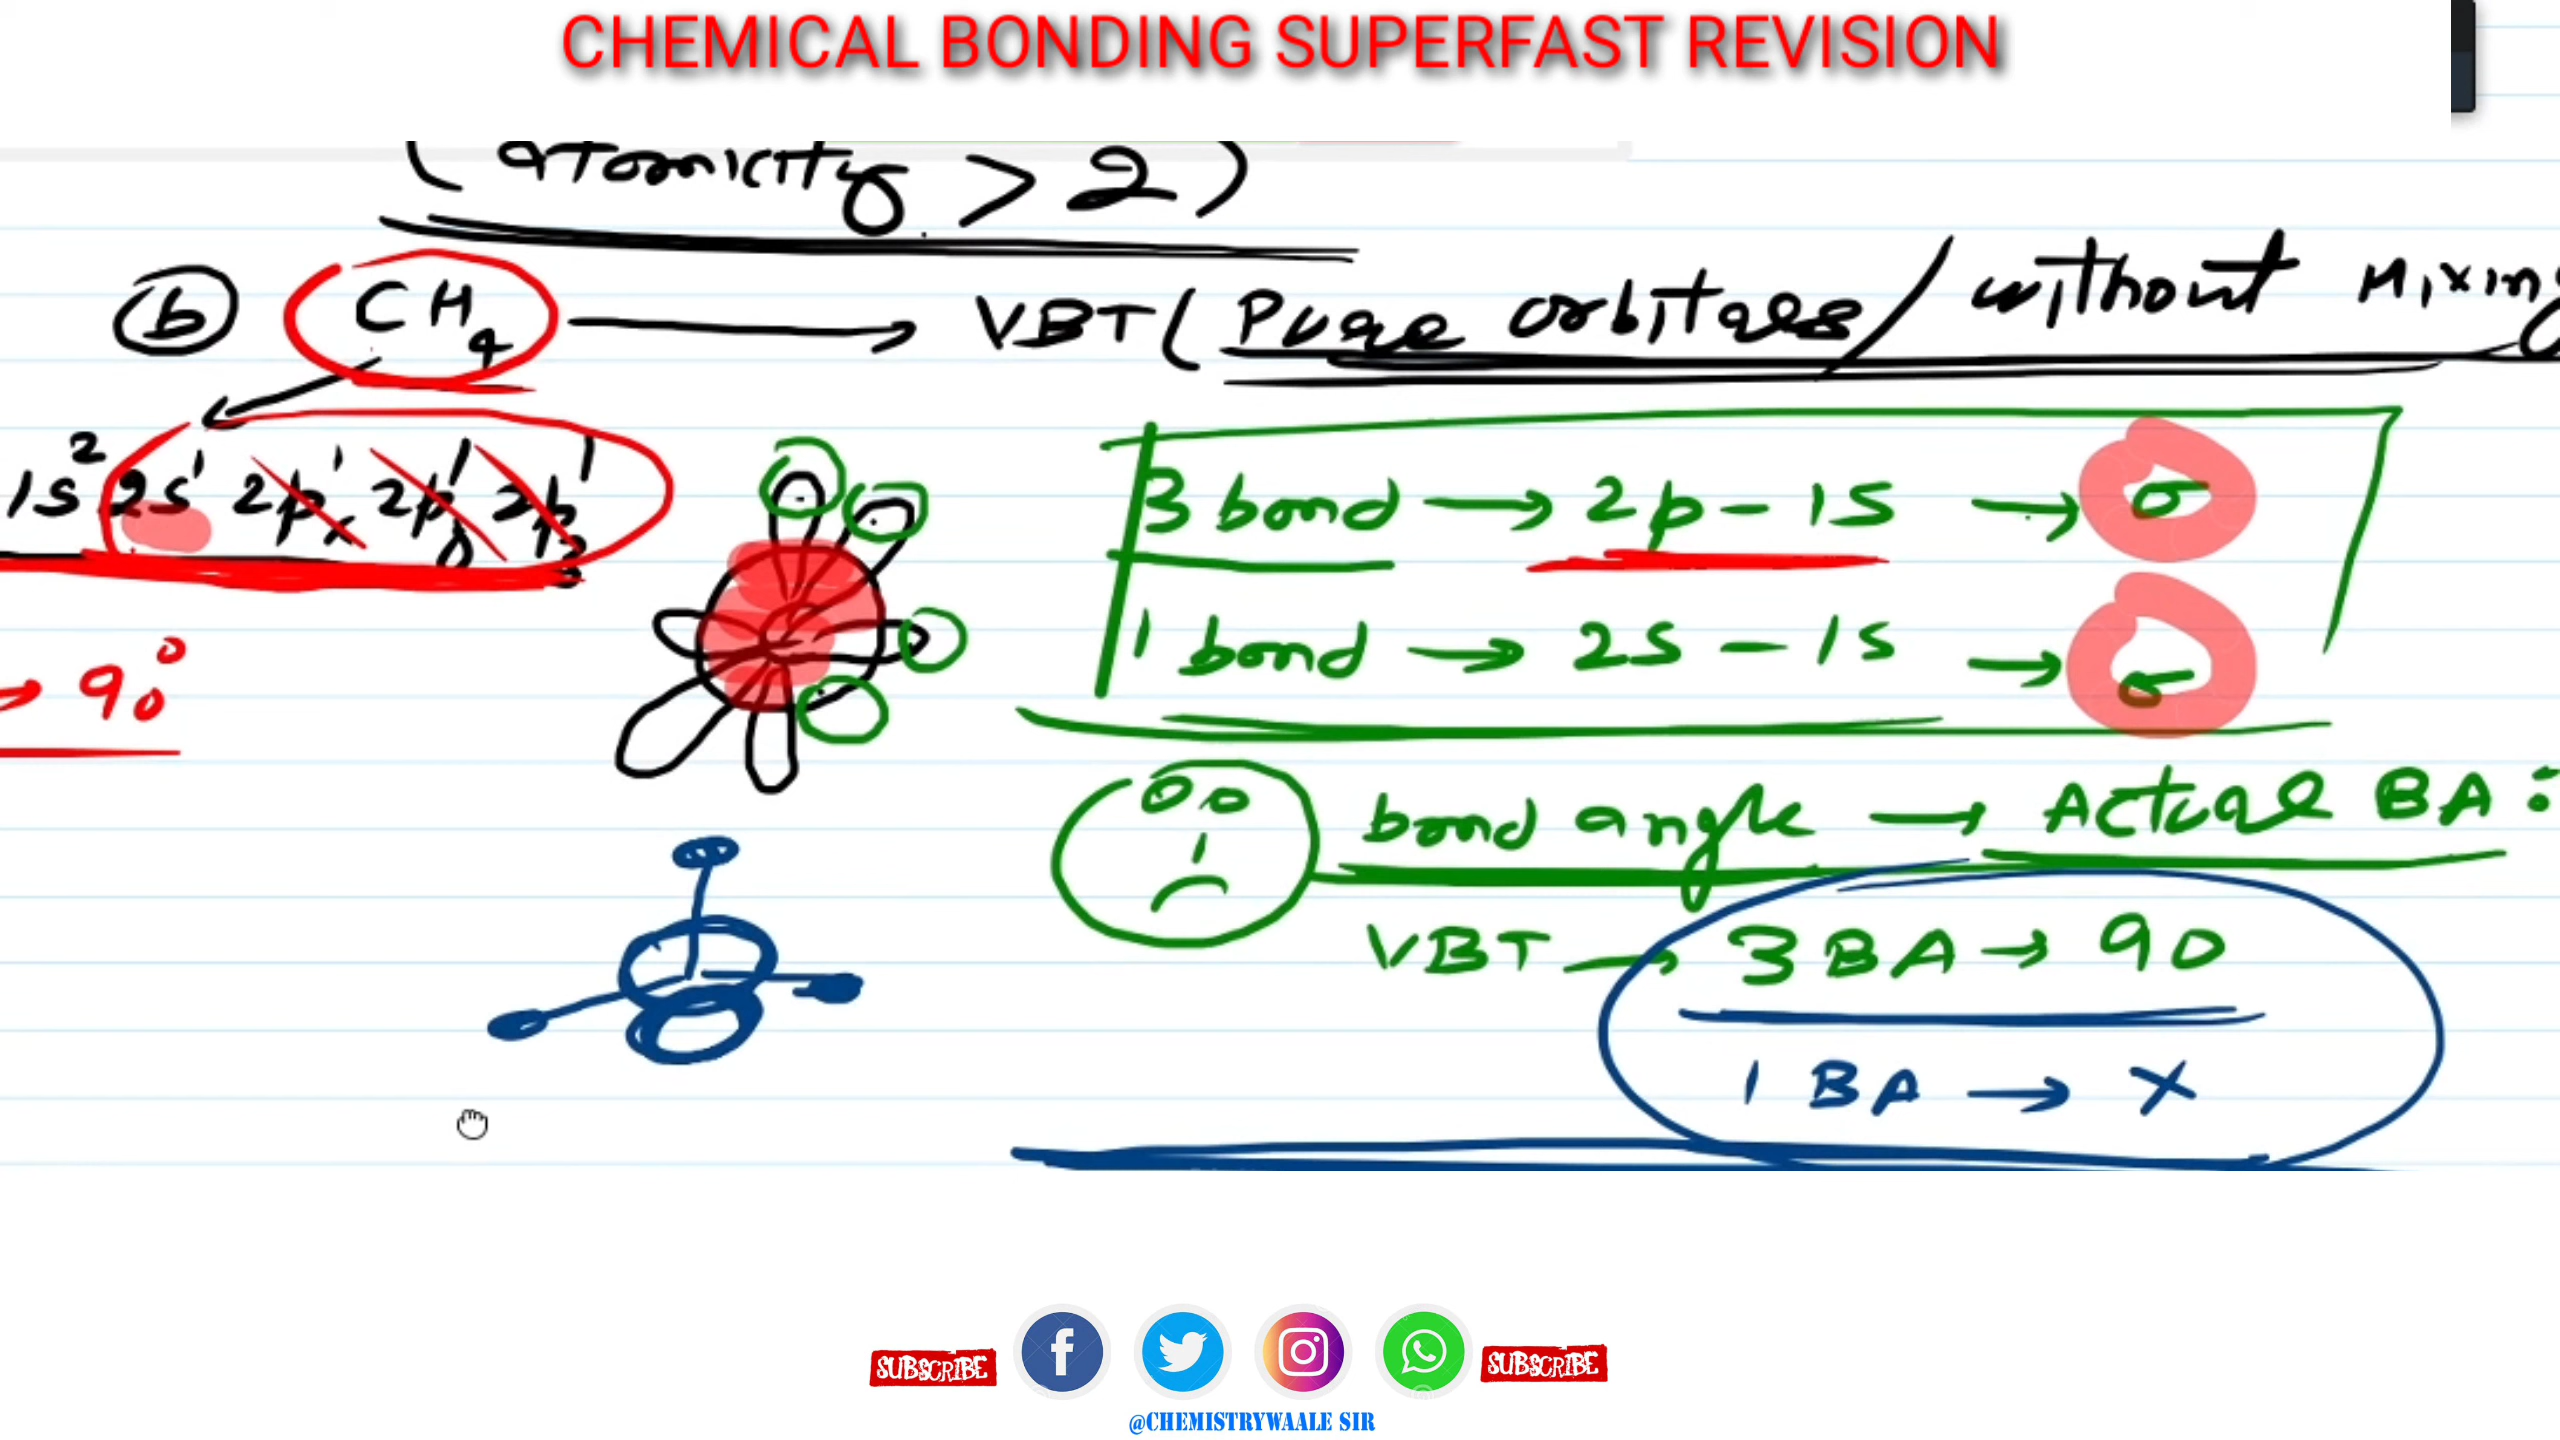 CHEMICAL BONDING SUPERFAST REVISION
(atomicity > 2)
(b) CH4 → VBT (Pure orbitals / without Mixing
1s² 2s¹ 2px¹ 2py¹ 2pz¹
3 bond → 2p - 1s → σ
1 bond → 2s - 1s → σ
→ 90°
bond angle → Actual BA :
VBT → 3 BA → 90
1 BA → X
SUBSCRIBE
SUBSCRIBE
@CHEMISTRYWAALE SIR